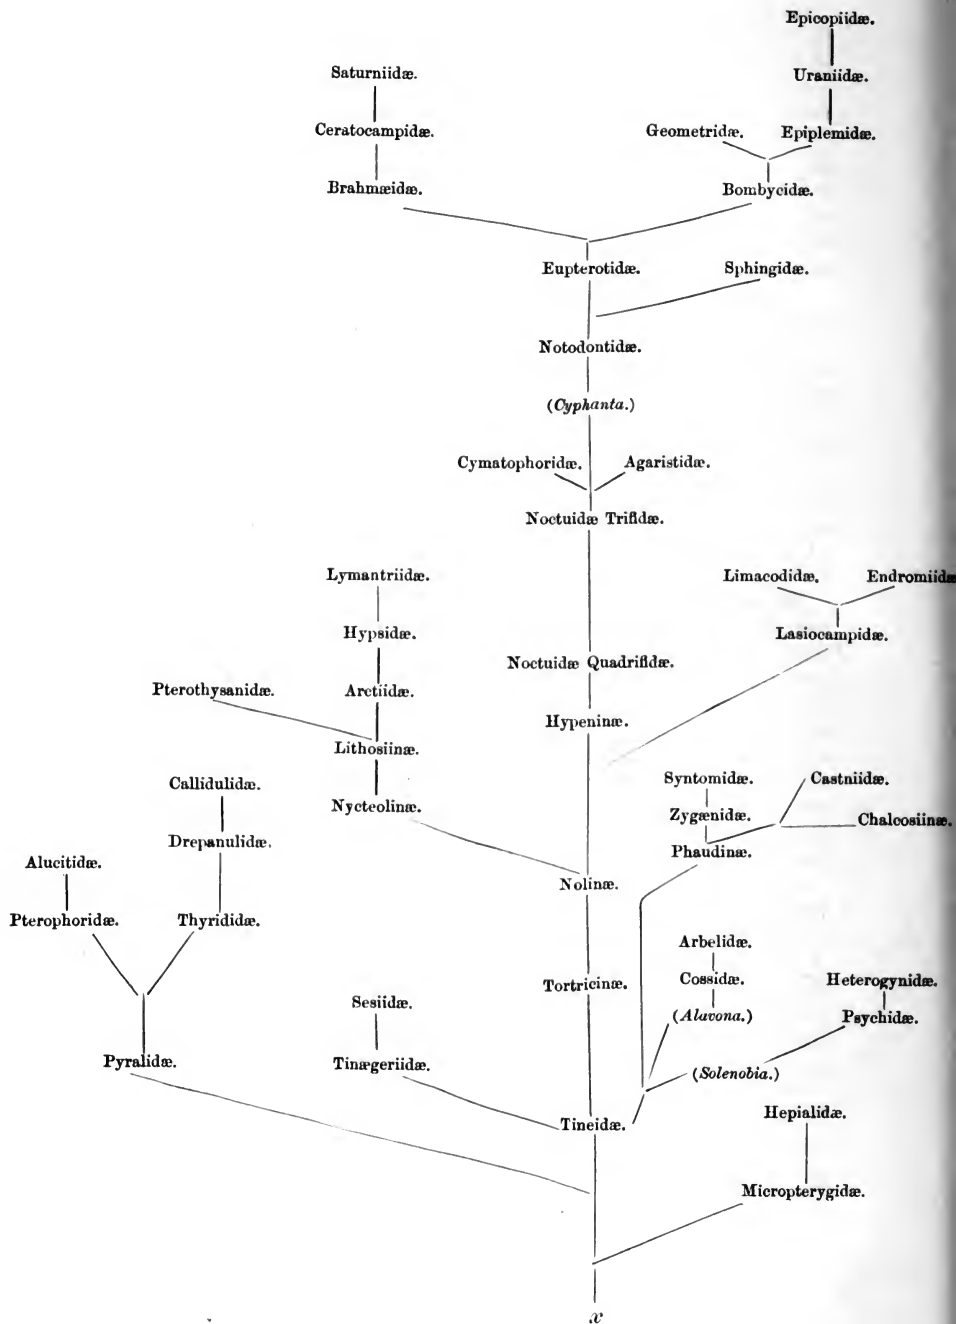 Epicopiidæ.
Saturniidæ. Uraniidæ.
Ceratocampidæ. Geometridæ. Epiplemidæ.
Brahmæidæ. Bombycidæ.
Eupterotidæ. Sphingidæ.
Notodontidæ.
(Cyphanta.)
Cymatophoridæ. Agaristidæ.
Noctuidæ Trifidæ.
Lymantriidæ. Limacodidæ. Endromiidæ
Hypsidæ. Lasiocampidæ.
Noctuidæ Quadrifidæ.
Pterothysanidæ. Arctiidæ.
Hypeninæ.
Lithosiinæ.
Callidulidæ. Syntomidæ. Castniidæ.
Nycteolinæ. Zygænidæ. Chalcosiinæ.
Drepanulidæ. Phaudinæ.
Alucitidæ. Nolinæ.
Pterophoridæ. Thyrididæ.
Arbelidæ.
Tortricinæ. Cossidæ. Heterogynidæ.
Sesiidæ. (Alavona.) Psychidæ.
Pyralidæ. Tinægeriidæ. (Solenobia.)
Tineidæ. Hepialidæ.
Micropterygidæ.
x